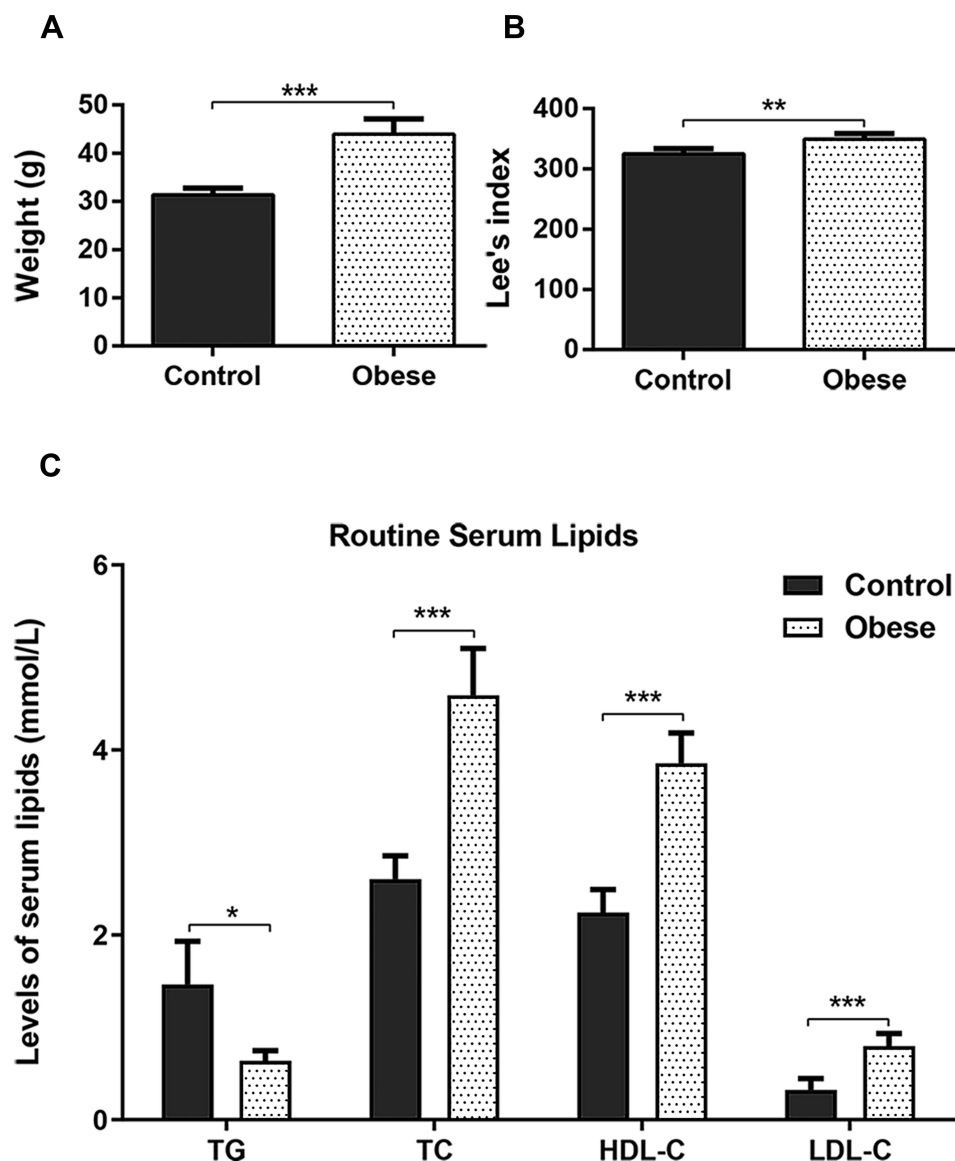 A
Weight (g)
50
40
30
20
10
0
***
Control
Obese
B
Lee's index
400
300
200
100
0
**
Control
Obese
C
Routine Serum Lipids
Levels of serum lipids (mmol/L)
6
4
2
0
Control
Obese
*
***
***
***
TG
TC
HDL-C
LDL-C